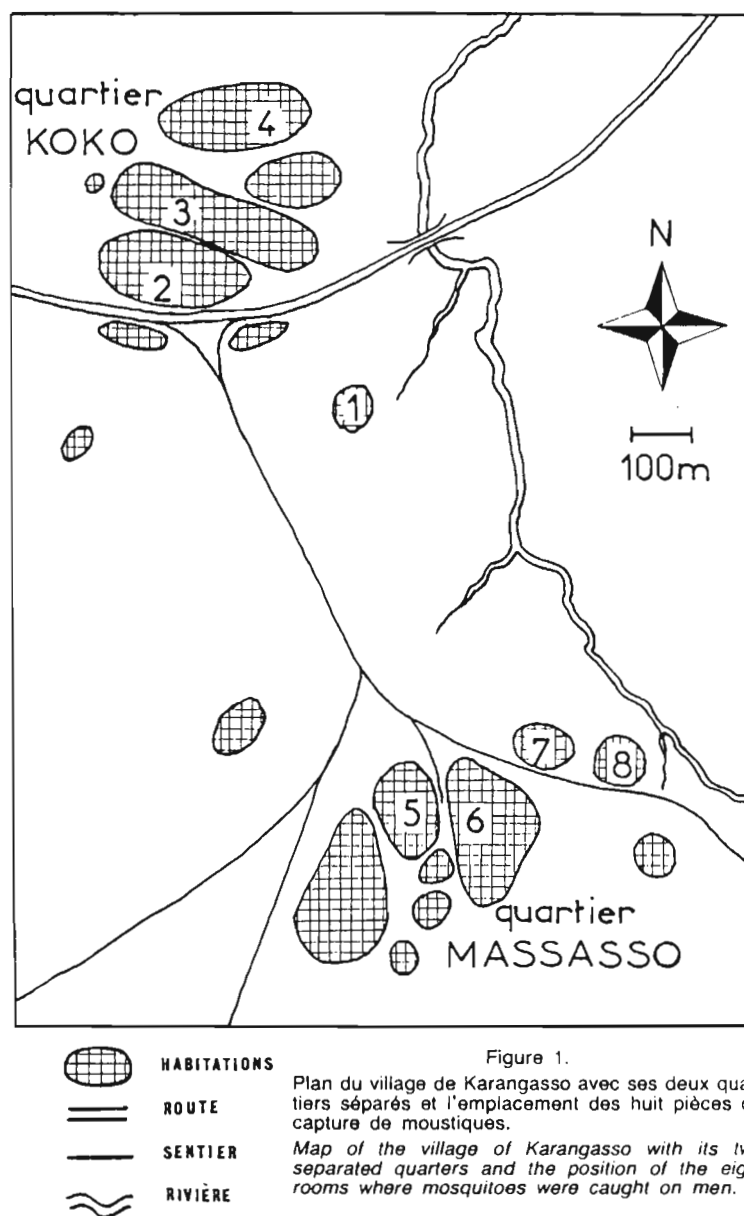 quartier
KOKO
4
3
2
N
100m
1
7
8
5
6
quartier
MASSASSO
HABITATIONS
ROUTE
SENTIER
RIVIÈRE
Figure 1.
Plan du village de Karangasso avec ses deux quar
tiers séparés et l'emplacement des huit pièces
capture de moustiques.
Map of the village of Karangasso with its
separated quarters and the position of the
rooms where mosquitoes were caught on men.